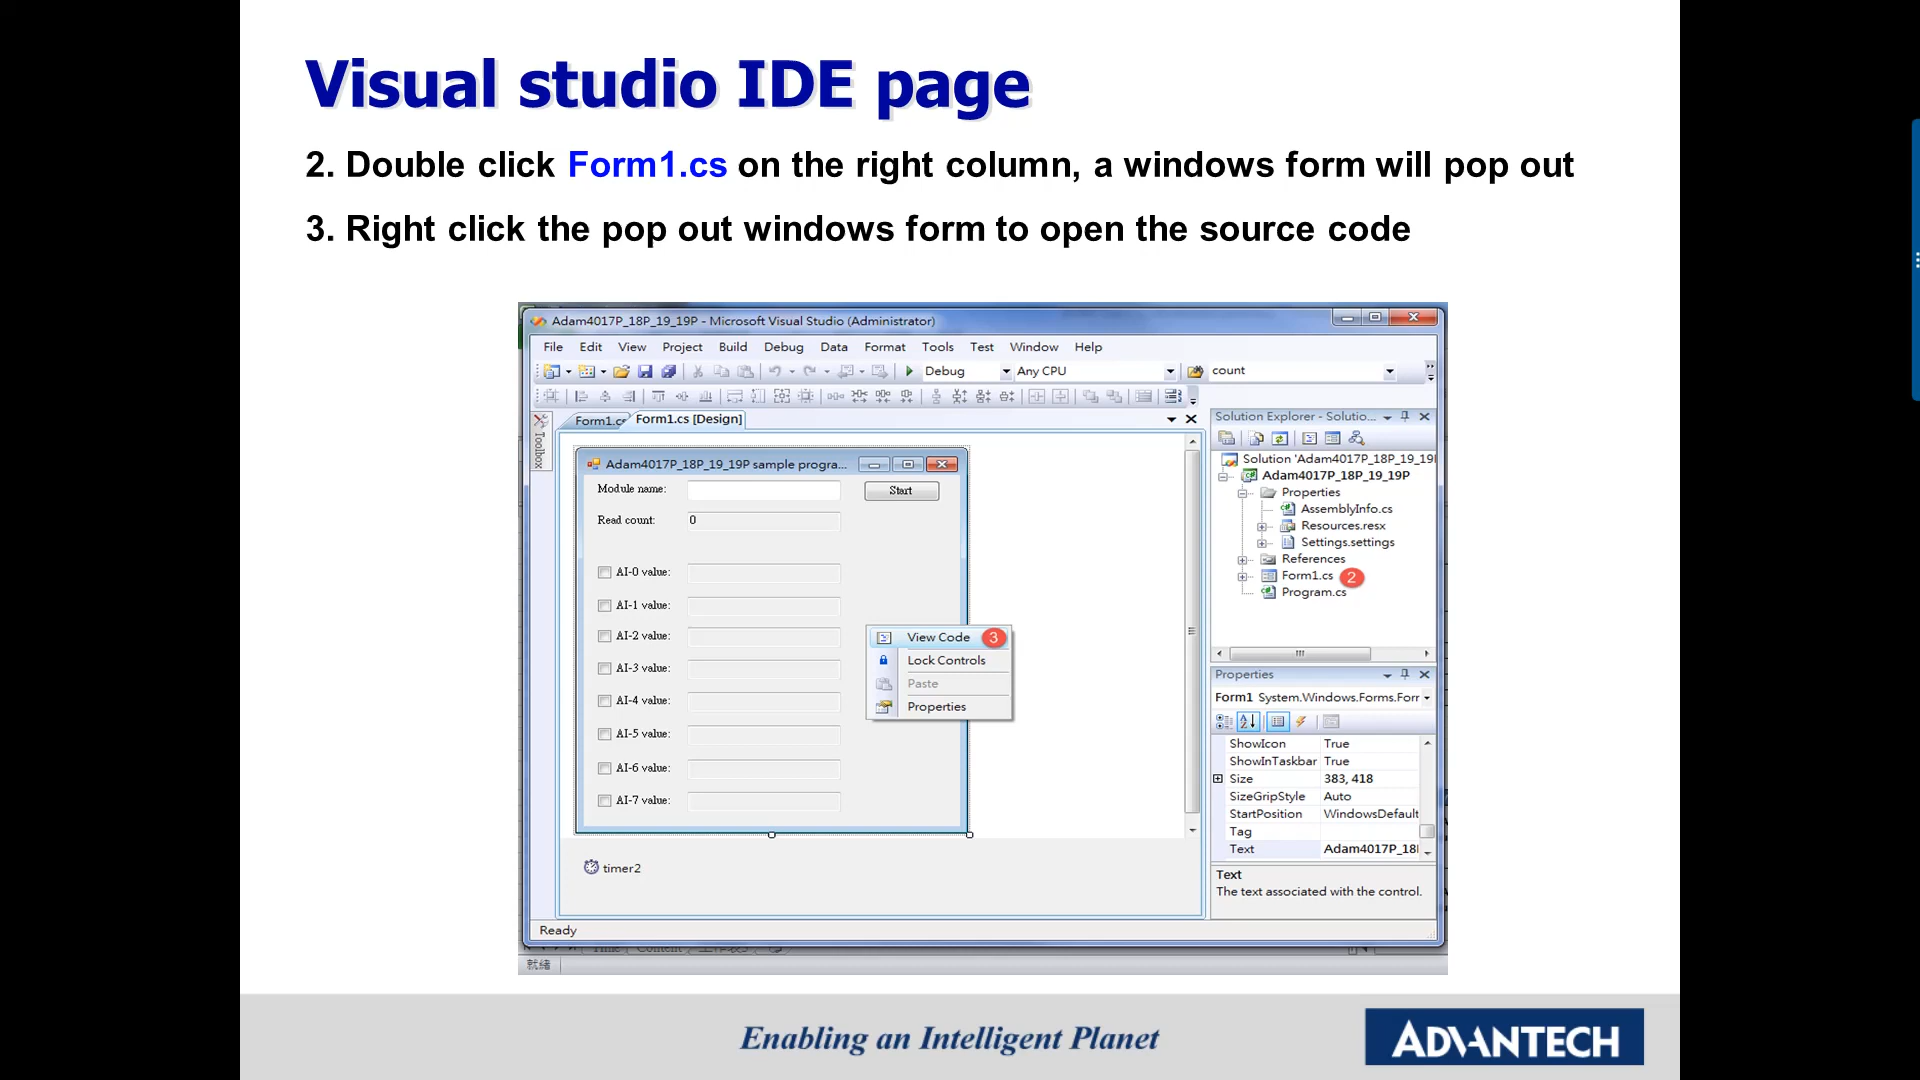 Visual studio IDE page
2. Double click Form1.cs on the right column, a windows form will pop out
3. Right click the pop out windows form to open the source code
Adam4017P_18P_19_19P - Microsoft Visual Studio (Administrator)
File Edit View Project Build Debug Data Format Tools Test Window Help
Debug Any CPU count
Toolbox
Form1.cs Form1.cs [Design]
Adam4017P_18P_19_19P sample progra...
Module name: Start
Read count: 0
AI-0 value:
AI-1 value:
AI-2 value:
AI-3 value:
AI-4 value:
AI-5 value:
AI-6 value:
AI-7 value:
View Code 3
Lock Controls
Paste
Properties
timer2
Solution Explorer - Solutio...
Solution 'Adam4017P_18P_19_19
Adam4017P_18P_19_19P
Properties
AssemblyInfo.cs
Resources.resx
Settings.settings
References
Form1.cs 2
Program.cs
Properties
Form1 System.Windows.Forms.For
ShowIcon True
ShowInTaskbar True
Size 383, 418
SizeGripStyle Auto
StartPosition WindowsDefault
Tag
Text Adam4017P_18
Text
The text associated with the control.
Ready
就緒
Enabling an Intelligent Planet
ADVANTECH